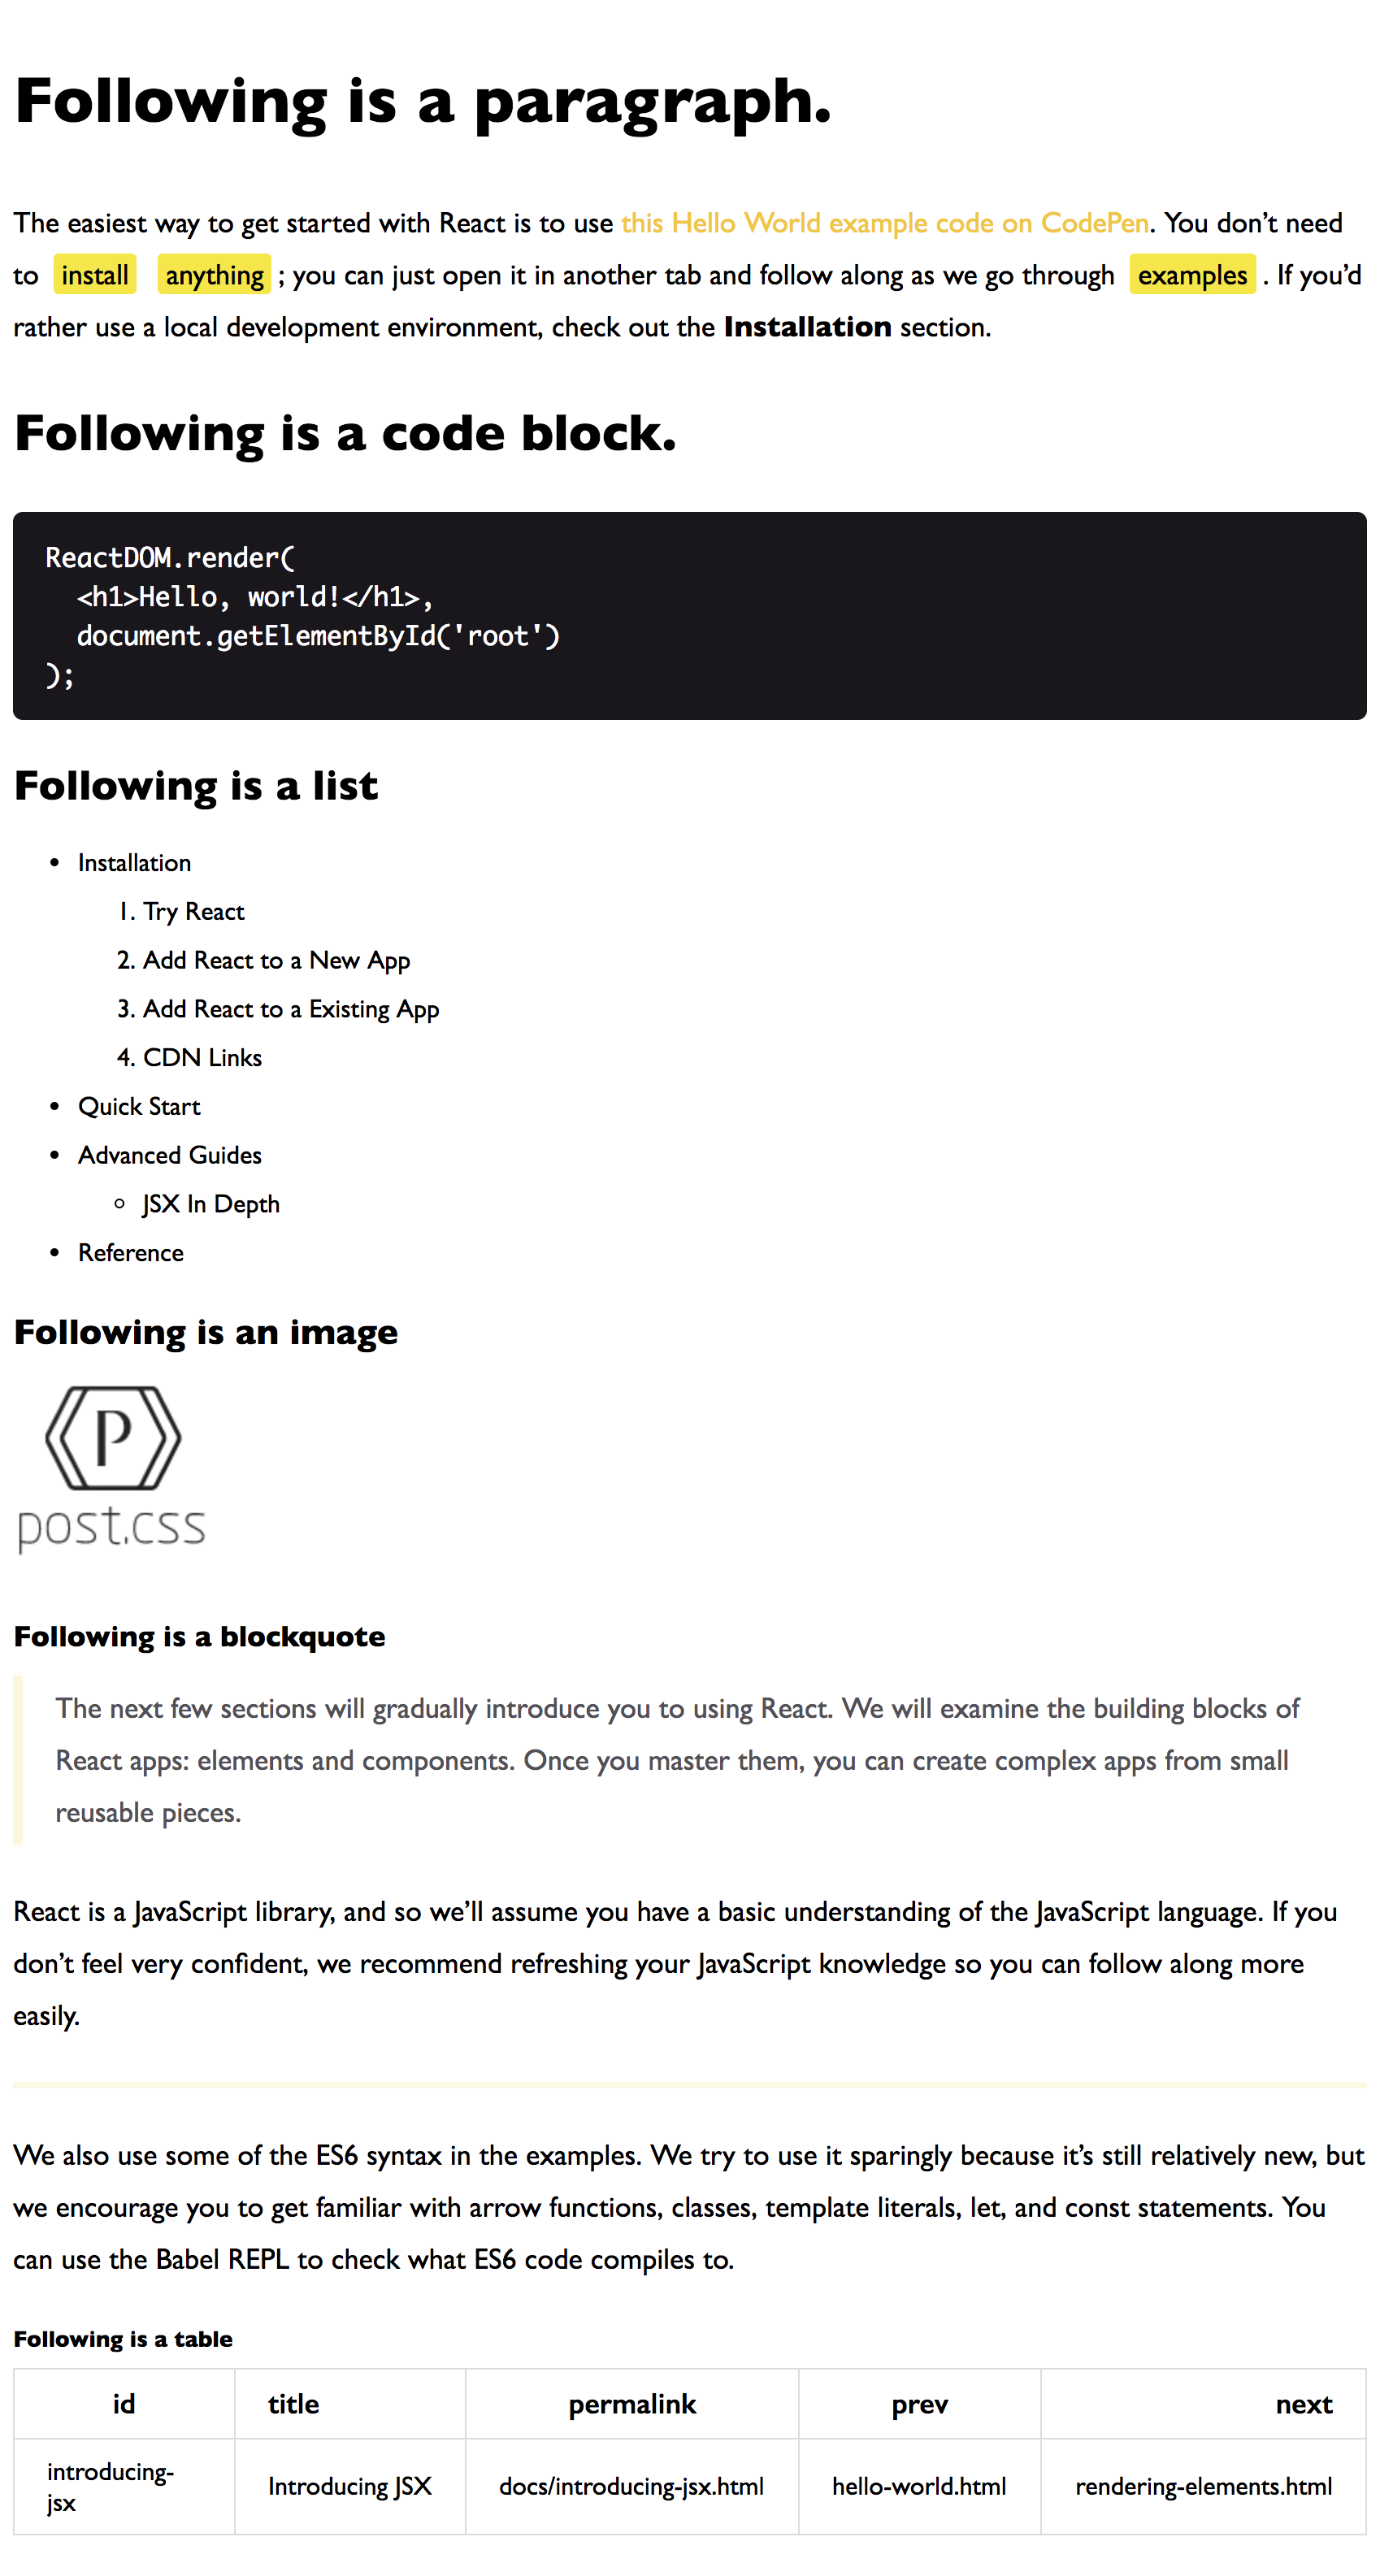 Following is a paragraph.
The easiest way to get started with React is to use this Hello World example code on CodePen. You don’t need
to install anything ; you can just open it in another tab and follow along as we go through examples . If you’d
rather use a local development environment, check out the Installation section.
Following is a code block.
ReactDOM.render(
  <h1>Hello, world!</h1>,
  document.getElementById('root')
);
Following is a list
• Installation
1. Try React
2. Add React to a New App
3. Add React to a Existing App
4. CDN Links
• Quick Start
• Advanced Guides
◦ JSX In Depth
• Reference
Following is an image
P
post.css
Following is a blockquote
The next few sections will gradually introduce you to using React. We will examine the building blocks of
React apps: elements and components. Once you master them, you can create complex apps from small
reusable pieces.
React is a JavaScript library, and so we’ll assume you have a basic understanding of the JavaScript language. If you
don’t feel very confident, we recommend refreshing your JavaScript knowledge so you can follow along more
easily.
We also use some of the ES6 syntax in the examples. We try to use it sparingly because it’s still relatively new, but
we encourage you to get familiar with arrow functions, classes, template literals, let, and const statements. You
can use the Babel REPL to check what ES6 code compiles to.
Following is a table
id title permalink prev next
introducing-
jsx Introducing JSX docs/introducing-jsx.html hello-world.html rendering-elements.html